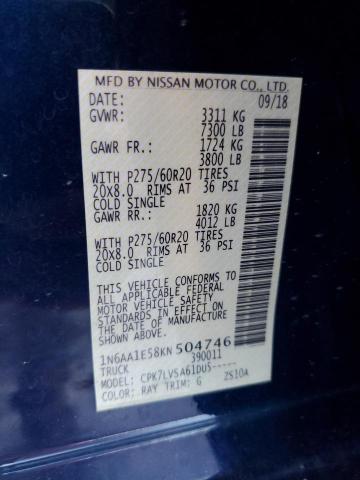 MFD BY NISSAN MOTOR CO., LTD
DATE: 09/18
GVWR: 3311 KG
7300 LB
GAWR FR.: 1724 KG
3800 LB
WITH P275/60R20 TIRES
20X8.0 RIMS AT 36 PSI
COLD SINGLE
GAWR RR.: 1820 KG
4012 LB
WITH P275/60R20 TIRES
20X8.0 RIMS AT 36 PSI
COLD SINGLE
THIS VEHICLE CONFORMS TO
ALL APPLICABLE FEDERAL
MOTOR VEHICLE SAFETY
STANDARDS IN EFFECT ON
THE DATE OF MANUFACTURE
SHOWN ABOVE
1N6AA1E58KN504746
TRUCK 390011
MODEL: CPK7LVSA61DUS-----
COLOR: RAY TRIM: G 2S10A